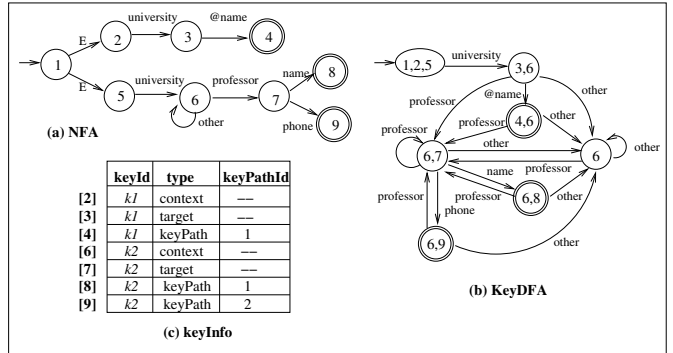 university
@name
E
1
2
3
4
E
university
professor
name
phone
5
6
7
8
9
other
(a) NFA
keyId type keyPathId
[2] k1 context −−
[3] k1 target −−
[4] k1 keyPath 1
[6] k2 context −−
[7] k2 target −−
[8] k2 keyPath 1
[9] k2 keyPath 2
(c) keyInfo
university
1,2,5
3,6
professor
@name
other
4,6
professor
other
professor
other
6,7
6
other
professor
name
6,8
professor
other
professor
phone
6,9
other
(b) KeyDFA